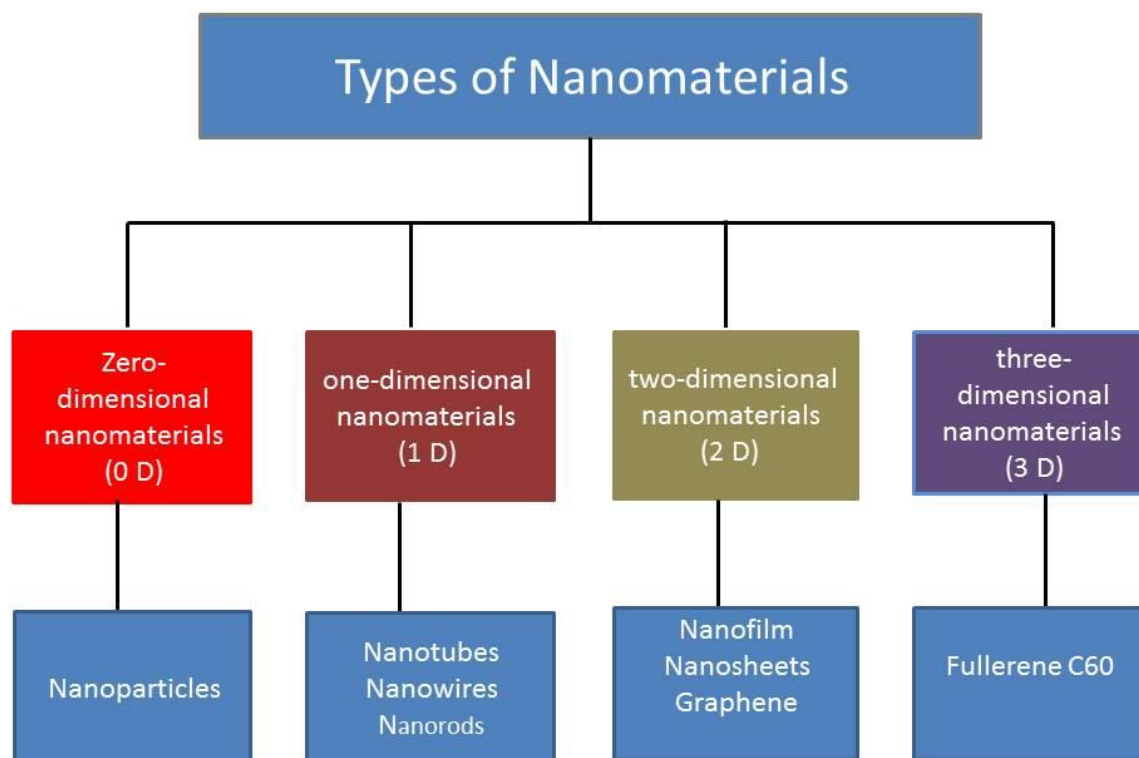 Types of Nanomaterials
Zero-
dimensional
nanomaterials
(0 D)
one-dimensional
nanomaterials
(1 D)
two-dimensional
nanomaterials
(2 D)
three-
dimensional
nanomaterials
(3 D)
Nanoparticles
Nanotubes
Nanowires
Nanorods
Nanofilm
Nanosheets
Graphene
Fullerene C60